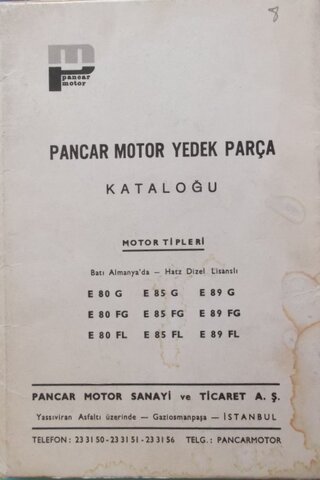 8
pancar
motor
PANCAR MOTOR YEDEK PARÇA
KATALOĞU
MOTOR TİPLERİ
Batı Almanya'da — Hatz Dizel Lisanslı
E 80 G E 85 G E 89 G
E 80 FG E 85 FG E 89 FG
E 80 FL E 85 FL E 89 FL
PANCAR MOTOR SANAYİ ve TİCARET A. Ş.
Yassıviran Asfaltı üzerinde — Gaziosmanpaşa — İSTANBUL
TELEFON : 23 31 50 - 23 31 51 - 23 31 56 TELG. : PANCARMOTOR